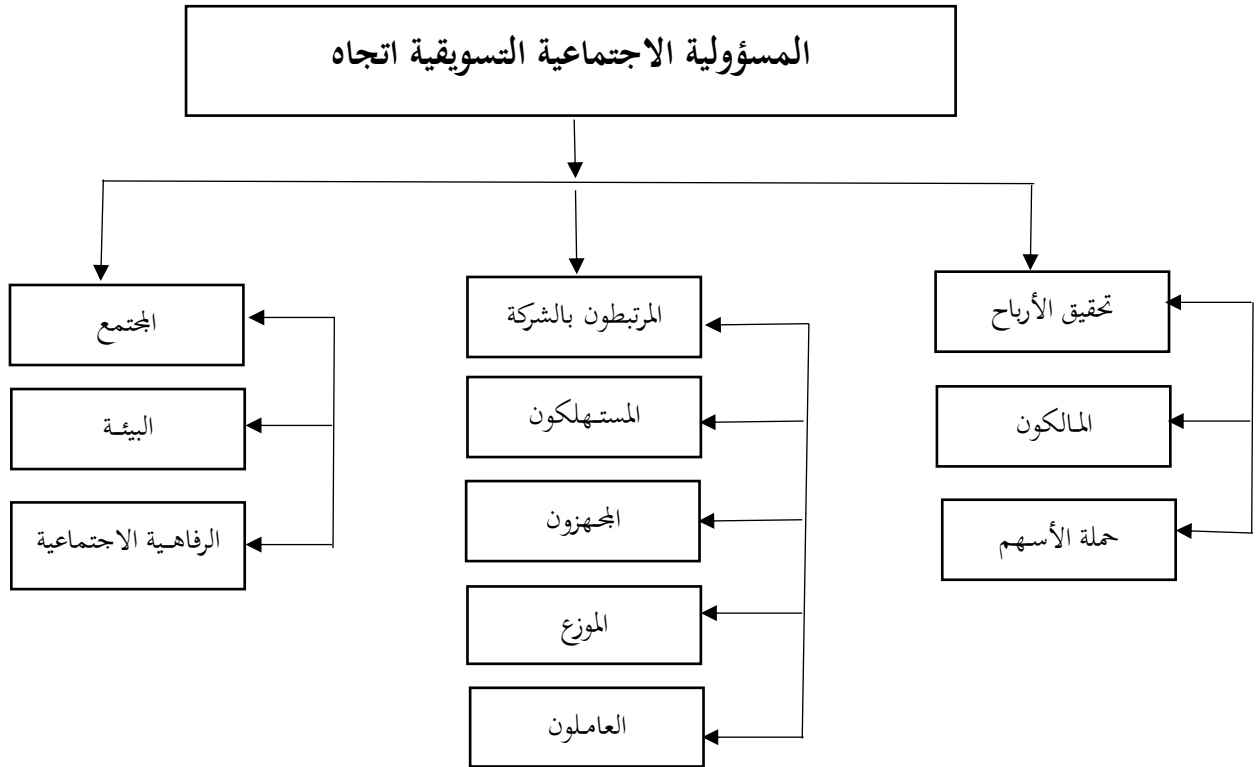 المسؤولية الاجتماعية التسويقية اتجاه
تحقيق الأرباح
المالكون
حملة الأسهم
المرتبطون بالشركة
المستهلكون
المجهزون
الموزع
العاملون
المجتمع
البيئة
الرفاهية الاجتماعية